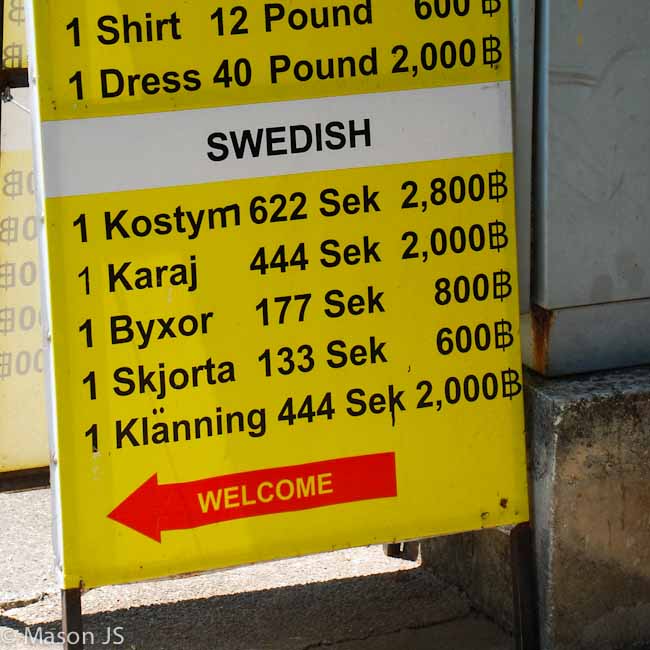 1 Shirt 12 Pound 600฿
1 Dress 40 Pound 2,000฿
SWEDISH
1 Kostym 622 Sek 2,800฿
1 Karaj 444 Sek 2,000฿
1 Byxor 177 Sek 800฿
1 Skjorta 133 Sek 600฿
1 Klänning 444 Sek 2,000฿
WELCOME
© Mason JS